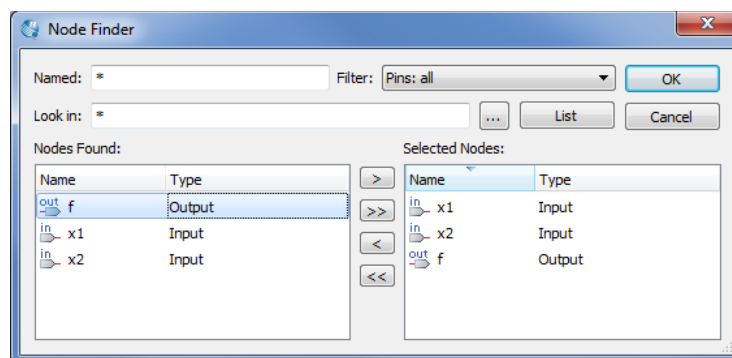 Node Finder
Named: * Filter: Pins: all OK
Look in: * ... List Cancel
Nodes Found: Selected Nodes:
Name Type > Name Type
out f Output >> in x1 Input
in x1 Input < in x2 Input
in x2 Input << out f Output